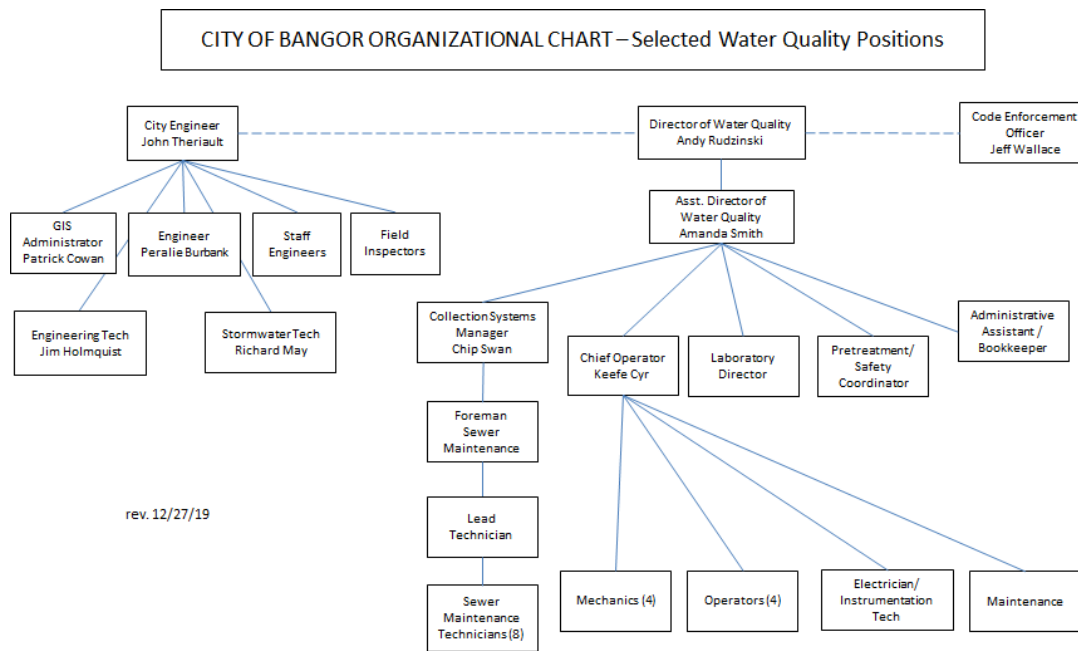 CITY OF BANGOR ORGANIZATIONAL CHART – Selected Water Quality Positions
City Engineer
John Theriault
Director of Water Quality
Andy Rudzinski
Code Enforcement
Officer
Jeff Wallace
Asst. Director of
Water Quality
Amanda Smith
GIS
Administrator
Patrick Cowan
Engineer
Peralie Burbank
Staff
Engineers
Field
Inspectors
Engineering Tech
Jim Holmquist
Stormwater Tech
Richard May
Collection Systems
Manager
Chip Swan
Chief Operator
Keefe Cyr
Laboratory
Director
Pretreatment/
Safety
Coordinator
Administrative
Assistant /
Bookkeeper
Foreman
Sewer
Maintenance
rev. 12/27/19
Lead
Technician
Sewer
Maintenance
Technicians (8)
Mechanics (4)
Operators (4)
Electrician/
Instrumentation
Tech
Maintenance